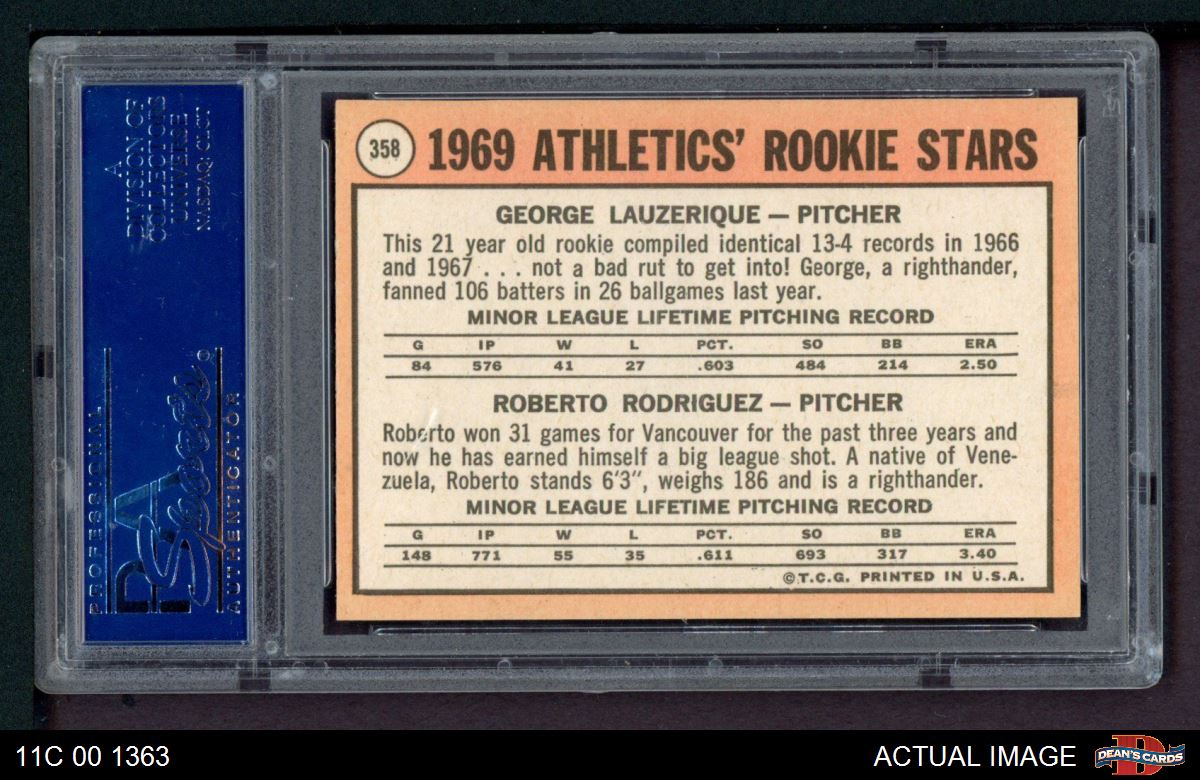 A
DIVISION OF
COLLECTORS
UNIVERSE
NASDAQ: CLCT
PROFESSIONAL
PSA
Sports
AUTHENTICATOR
358
1969 ATHLETICS' ROOKIE STARS
GEORGE LAUZERIQUE — PITCHER
This 21 year old rookie compiled identical 13-4 records in 1966
and 1967 . . . not a bad rut to get into! George, a righthander,
fanned 106 batters in 26 ballgames last year.
MINOR LEAGUE LIFETIME PITCHING RECORD
G IP W L PCT. SO BB ERA
84 576 41 27 .603 484 214 2.50
ROBERTO RODRIGUEZ — PITCHER
Roberto won 31 games for Vancouver for the past three years and
now he has earned himself a big league shot. A native of Vene-
zuela, Roberto stands 6'3", weighs 186 and is a righthander.
MINOR LEAGUE LIFETIME PITCHING RECORD
G IP W L PCT. SO BB ERA
148 771 55 35 .611 693 317 3.40
©T.C.G. PRINTED IN U.S.A.
11C 00 1363
ACTUAL IMAGE
D
DEAN'S CARDS